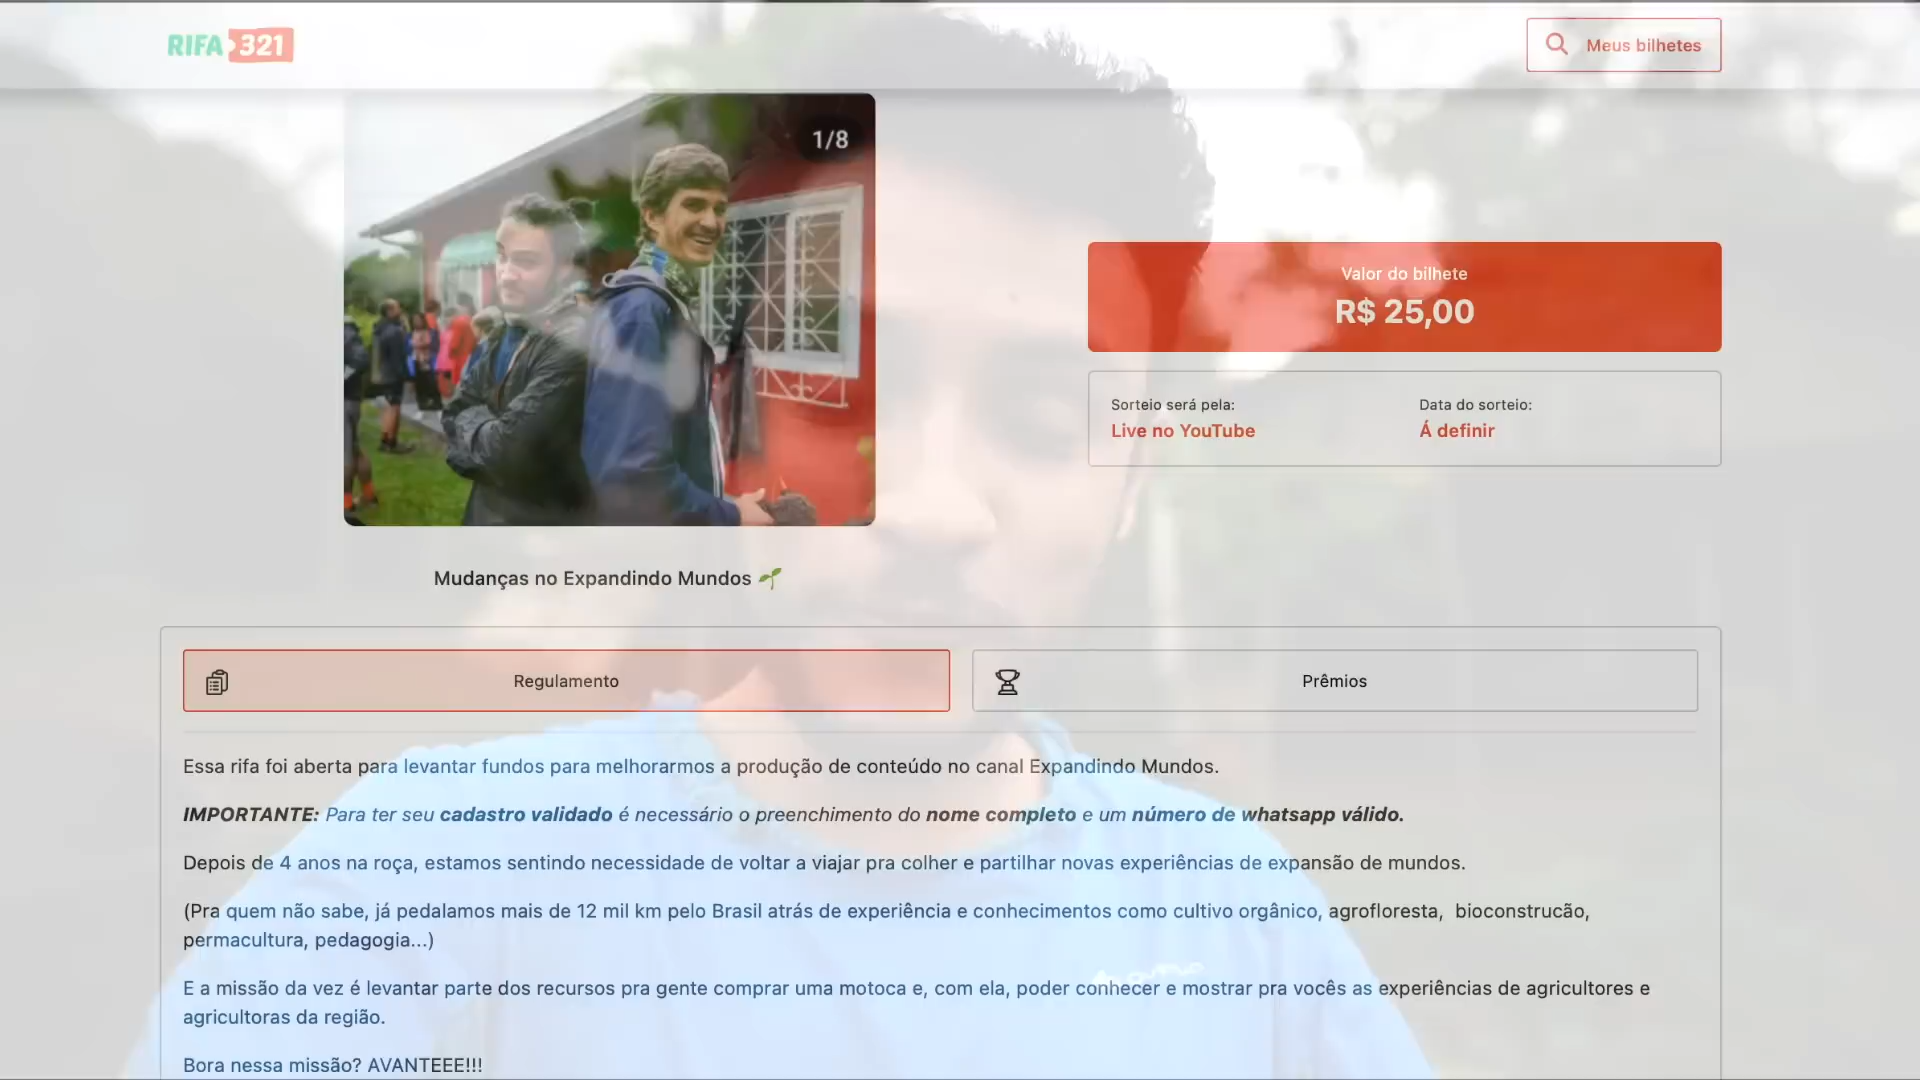 RIFA 321
Meus bilhetes
1/8
Valor do bilhete
R$ 25,00
Sorteio será pela:
Data do sorteio:
Live no YouTube
Á definir
Mudanças no Expandindo Mundos
Regulamento
Prêmios
Essa rifa foi aberta para levantar fundos para melhorarmos a produção de conteúdo no canal Expandindo Mundos.
IMPORTANTE: Para ter seu cadastro validado é necessário o preenchimento do nome completo e um número de whatsapp válido.
Depois de 4 anos na roça, estamos sentindo necessidade de voltar a viajar pra colher e partilhar novas experiências de expansão de mundos.
(Pra quem não sabe, já pedalamos mais de 12 mil km pelo Brasil atrás de experiência e conhecimentos como cultivo orgânico, agrofloresta, bioconstrucão,
permacultura, pedagogia...)
E a missão da vez é levantar parte dos recursos pra gente comprar uma motoca e, com ela, poder conhecer e mostrar pra vocês as experiências de agricultores e
agricultoras da região.
Bora nessa missão? AVANTEEE!!!